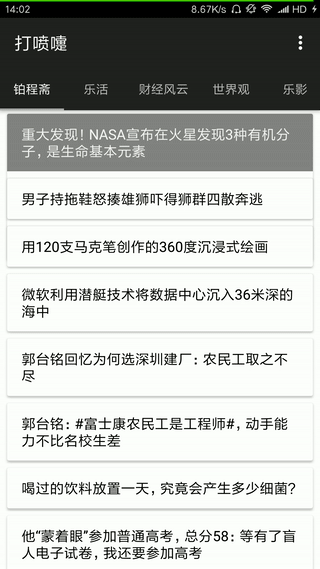 14:02
8.67K/s
HD
打喷嚏
铂程斋
乐活
财经风云
世界观
乐影
重大发现！NASA宣布在火星发现3种有机分
子，是生命基本元素
男子持拖鞋怒揍雄狮吓得狮群四散奔逃
用120支马克笔创作的360度沉浸式绘画
微软利用潜艇技术将数据中心沉入36米深的
海中
郭台铭回忆为何选深圳建厂：农民工取之不
尽
郭台铭：#富士康农民工是工程师#，动手能
力不比名校生差
喝过的饮料放置一天，究竟会产生多少细菌？
他“蒙着眼”参加普通高考，总分58：等有了盲
人电子试卷，我还要参加高考